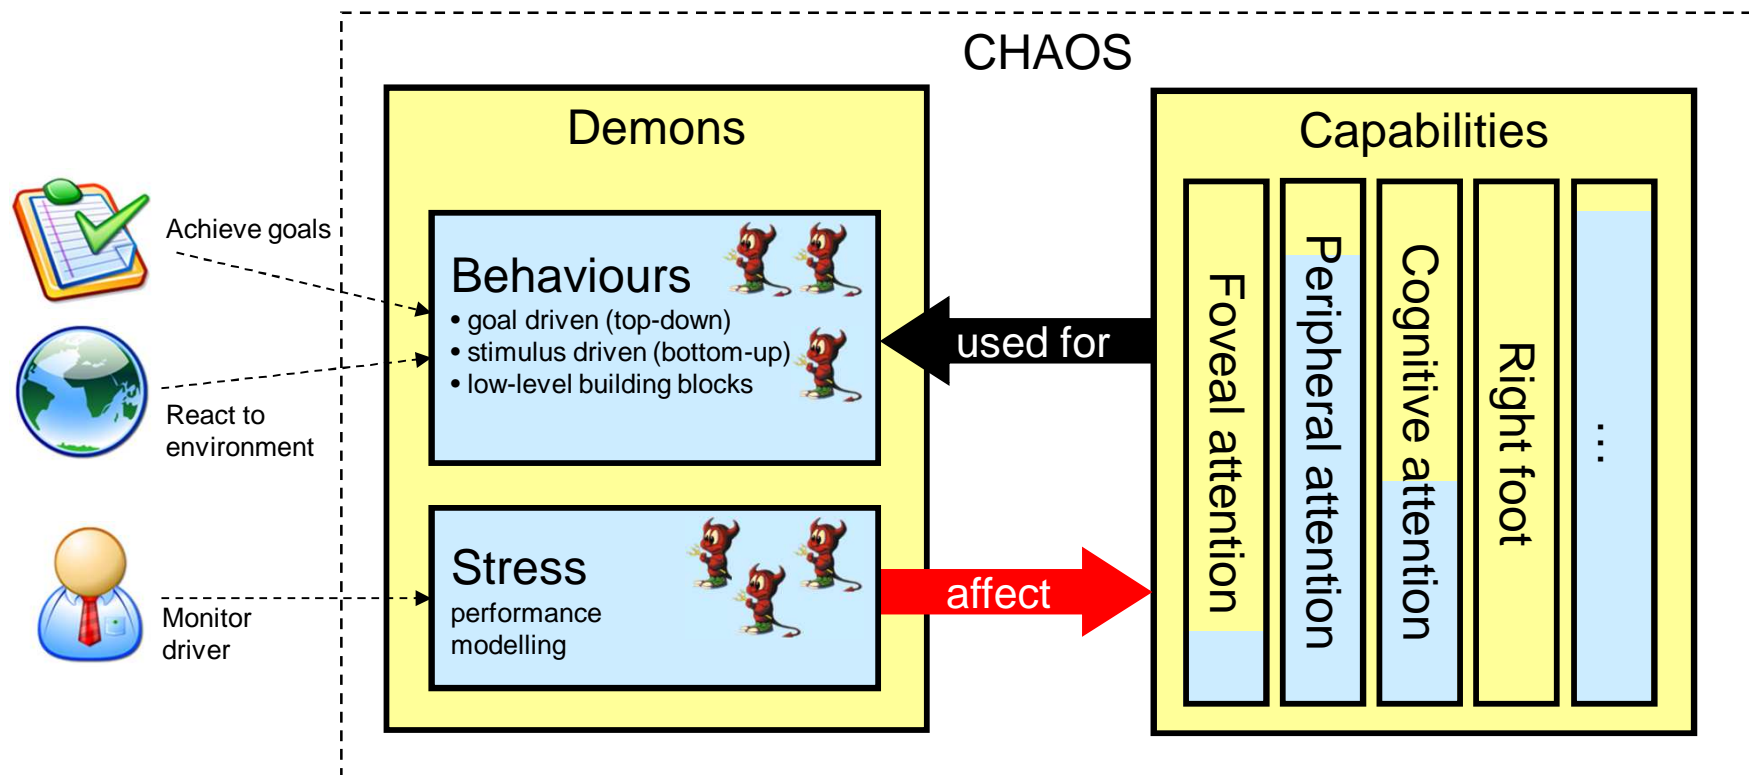 CHAOS
Demons
Capabilities
Achieve goals
React to
environment
Monitor
driver
Behaviours
• goal driven (top-down)
• stimulus driven (bottom-up)
• low-level building blocks
Stress
performance
modelling
used for
affect
Foveal attention
Peripheral attention
Cognitive attention
Right foot
...